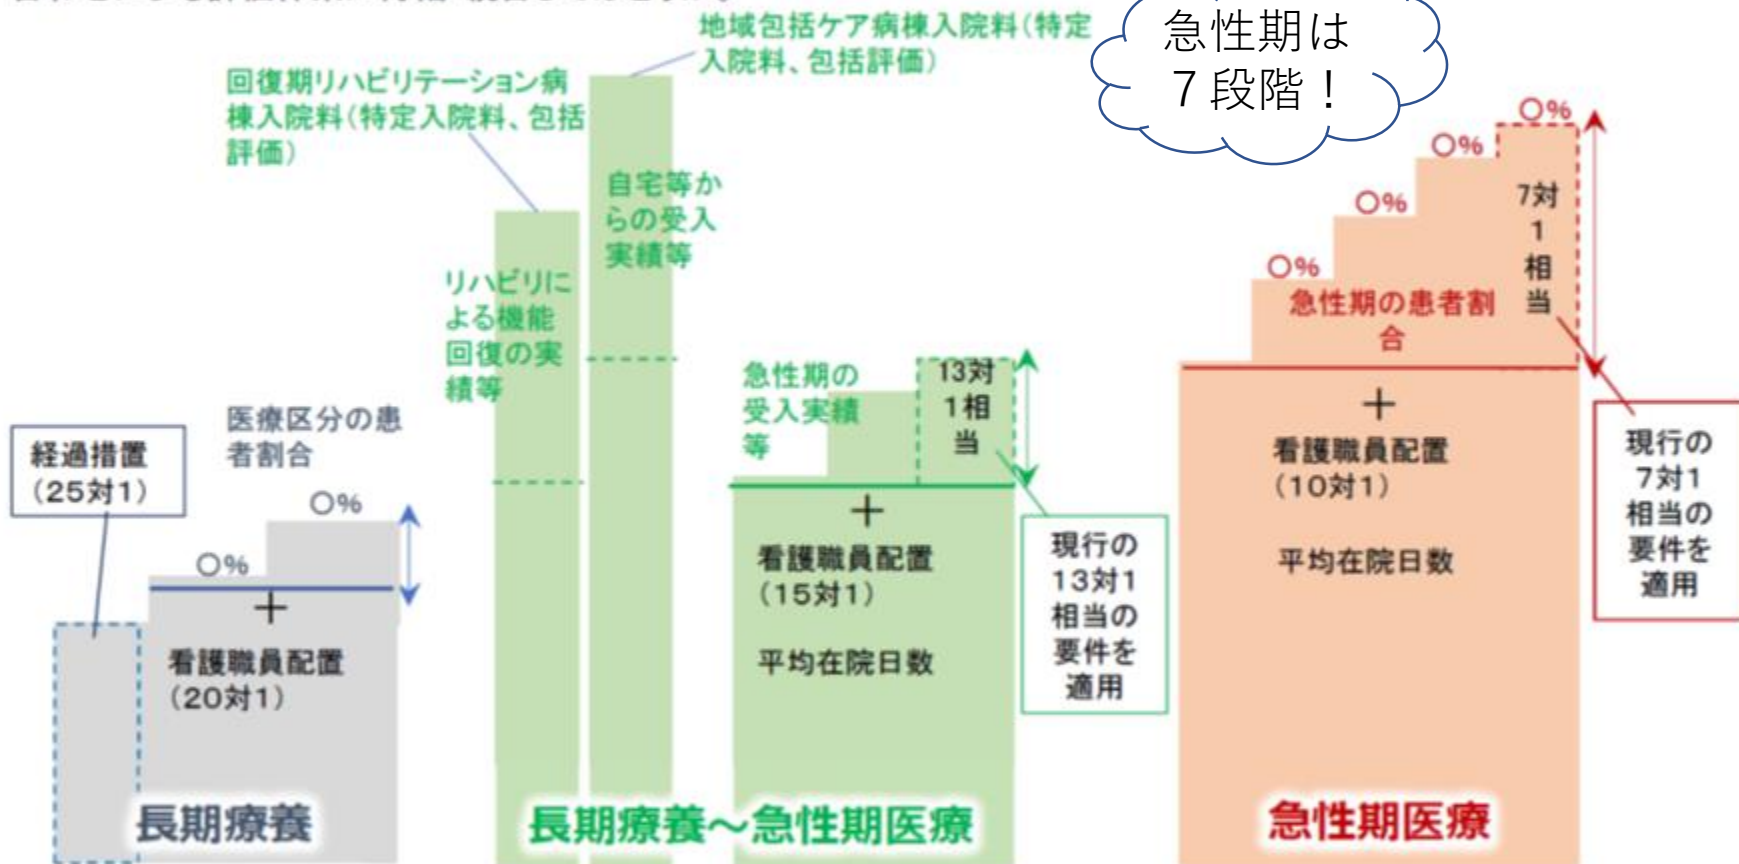 地域包括ケア病棟入院料(特定
入院料、包括評価)
急性期は
７段階！
回復期リハビリテーション病
棟入院料(特定入院料、包括
評価)
自宅等か
らの受入
実績等
リハビリに
よる機能
回復の実
績等
急性期の
受入実績
等
13対
1相
当
医療区分の患
者割合
経過措置
(25対1)
〇%
〇%
＋
看護職員配置
(20対1)
長期療養
＋
看護職員配置
(15対1)
平均在院日数
現行の
13対1
相当の
要件を
適用
長期療養～急性期医療
〇%
〇%
〇%
〇%
7対
1
相
当
急性期の患者割
合
＋
看護職員配置
(10対1)
平均在院日数
現行の
7対1
相当の
要件を
適用
急性期医療